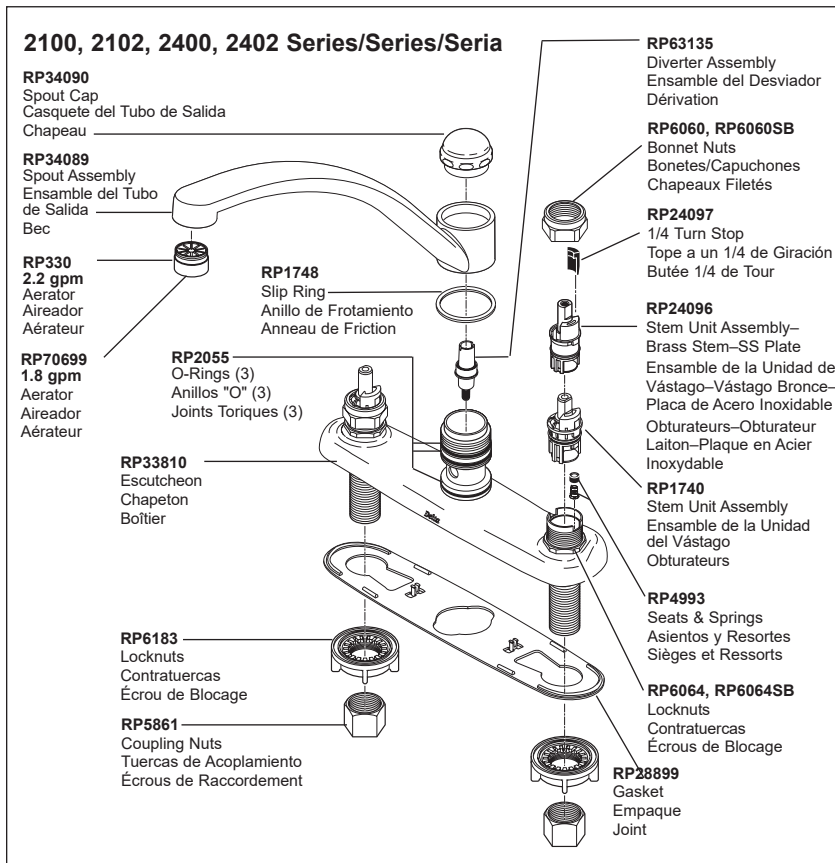 2100, 2102, 2400, 2402 Series/Series/Seria
RP34090
Spout Cap
Casquete del Tubo de Salida
Chapeau
RP34089
Spout Assembly
Ensamble del Tubo
de Salida
Bec
RP330
2.2 gpm
Aerator
Aireador
Aérateur
RP70699
1.8 gpm
Aerator
Aireador
Aérateur
RP1748
Slip Ring
Anillo de Frotamiento
Anneau de Friction
RP2055
O-Rings (3)
Anillos "O" (3)
Joints Toriques (3)
RP33810
Escutcheon
Chapeton
Boîtier
Delta
RP6183
Locknuts
Contratuercas
Écrou de Blocage
RP5861
Coupling Nuts
Tuercas de Acoplamiento
Écrous de Raccordement
RP63135
Diverter Assembly
Ensamble del Desviador
Dérivation
RP6060, RP6060SB
Bonnet Nuts
Bonetes/Capuchones
Chapeaux Filetés
RP24097
1/4 Turn Stop
Tope a un 1/4 de Giración
Butée 1/4 de Tour
RP24096
Stem Unit Assembly–
Brass Stem–SS Plate
Ensamble de la Unidad de
Vástago–Vástago Bronce–
Placa de Acero Inoxidable
Obturateurs–Obturateur
Laiton–Plaque en Acier
Inoxydable
RP1740
Stem Unit Assembly
Ensamble de la Unidad
del Vástago
Obturateurs
RP4993
Seats & Springs
Asientos y Resortes
Sièges et Ressorts
RP6064, RP6064SB
Locknuts
Contratuercas
Écrous de Blocage
RP28899
Gasket
Empaque
Joint